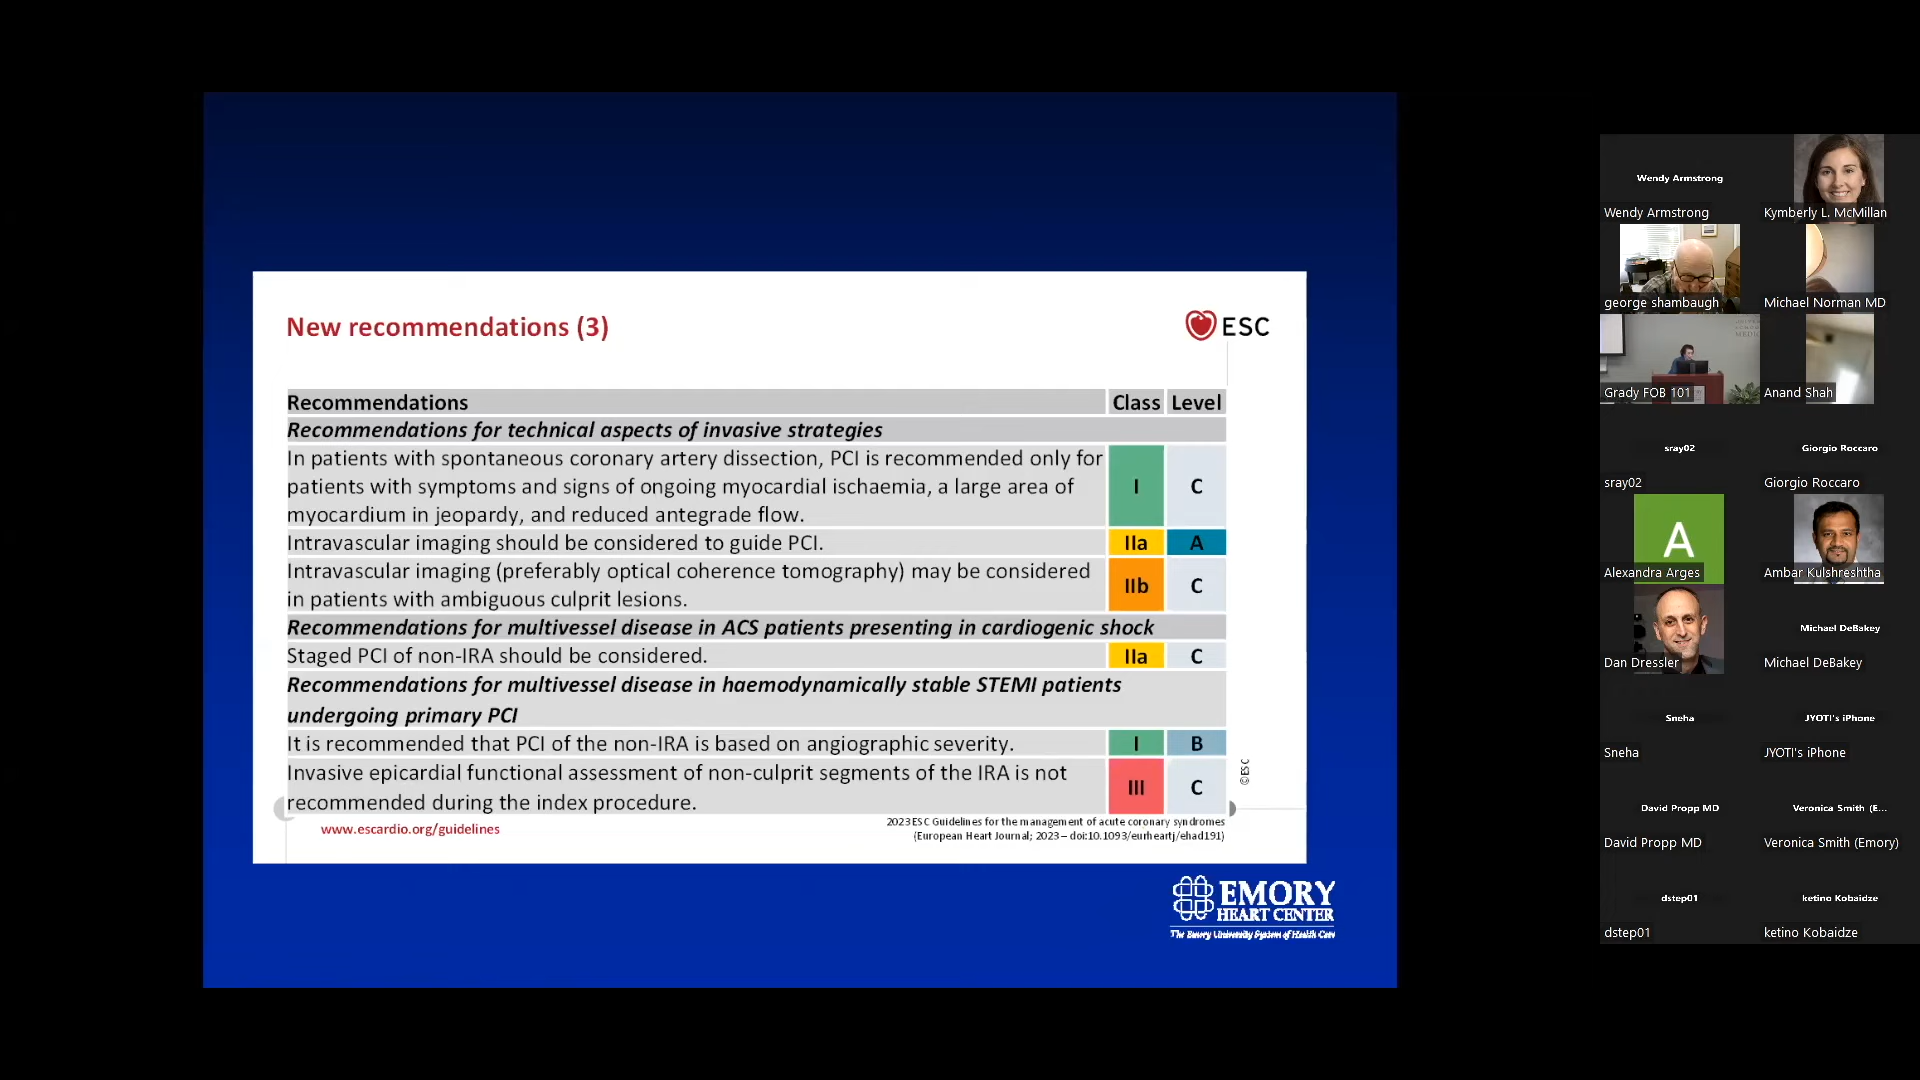 New recommendations (3)
ESC
Recommendations Class Level
Recommendations for technical aspects of invasive strategies
In patients with spontaneous coronary artery dissection, PCI is recommended only for
patients with symptoms and signs of ongoing myocardial ischaemia, a large area of
myocardium in jeopardy, and reduced antegrade flow.
I C
Intravascular imaging should be considered to guide PCI. IIa A
Intravascular imaging (preferably optical coherence tomography) may be considered
in patients with ambiguous culprit lesions.
IIb C
Recommendations for multivessel disease in ACS patients presenting in cardiogenic shock
Staged PCI of non-IRA should be considered. IIa C
Recommendations for multivessel disease in haemodynamically stable STEMI patients
undergoing primary PCI
It is recommended that PCI of the non-IRA is based on angiographic severity. I B
Invasive epicardial functional assessment of non-culprit segments of the IRA is not
recommended during the index procedure.
III C
©ESC
www.escardio.org/guidelines
2023 ESC Guidelines for the management of acute coronary syndromes
(European Heart Journal; 2023 – doi:10.1093/eurheartj/ehad191)
EMORY
HEART CENTER
The Emory University System of Health Care
Wendy Armstrong
Wendy Armstrong
Kymberly L. McMillan
george shambaugh
Michael Norman MD
Grady FOB 101
Anand Shah
sray02
Giorgio Roccaro
sray02
Giorgio Roccaro
A
Alexandra Arges
Ambar Kulshreshtha
Michael DeBakey
Dan Dressler
Michael DeBakey
Sneha
JYOTI's iPhone
Sneha
JYOTI's iPhone
David Propp MD
Veronica Smith (E...
David Propp MD
Veronica Smith (Emory)
dstep01
ketino Kobaidze
dstep01
ketino Kobaidze